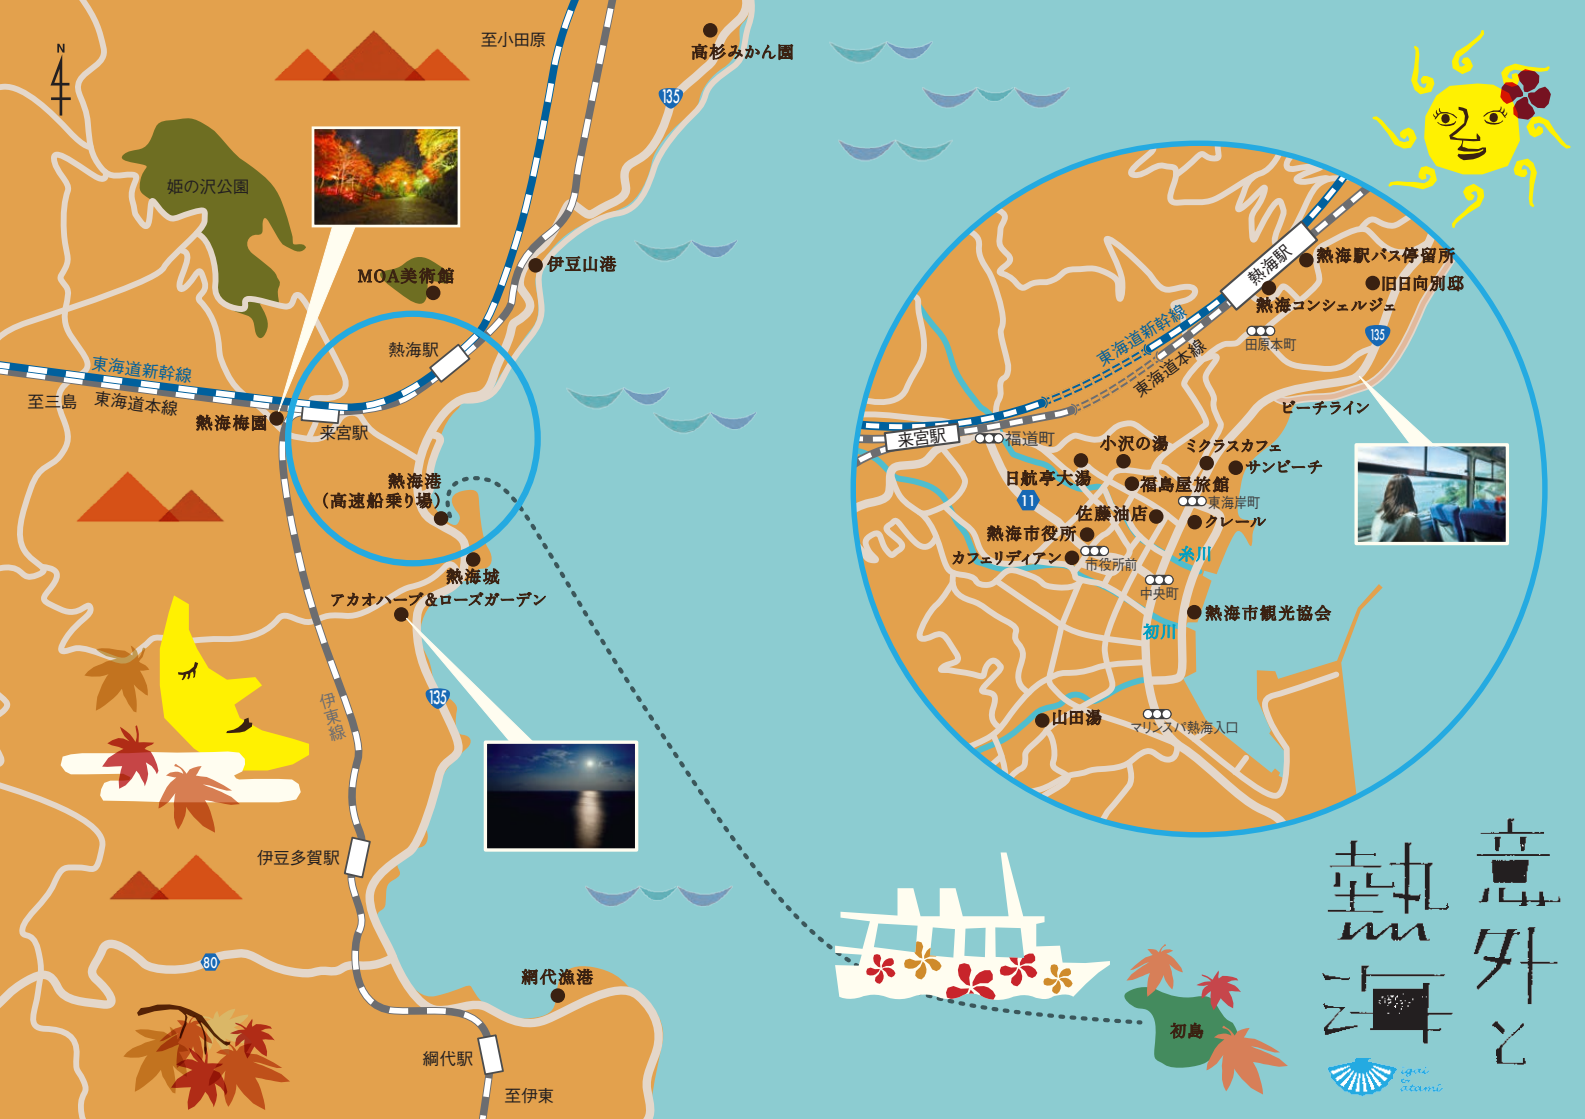 N
至小田原
高杉みかん園
135
姫の沢公園
MOA美術館
伊豆山港
熱海駅
東海道新幹線
至三島
東海道本線
熱海梅園
来宮駅
熱海港
（高速船乗り場）
熱海城
アカオハーブ&ローズガーデン
135
伊東線
伊豆多賀駅
80
網代漁港
網代駅
至伊東
初島
熱海駅
熱海駅バス停留所
旧日向別邸
熱海コンシェルジェ
135
田原本町
東海道新幹線
東海道本線
ビーチライン
来宮駅
福道町
小沢の湯
ミクラスカフェ
サンビーチ
日航亭大湯
福島屋旅館
11
東海岸町
佐藤油店
クレール
熱海市役所
糸川
カフェリディアン
市役所前
中央町
熱海市観光協会
初川
山田湯
マリンスパ熱海入口
意外と
熱海
igai
to
atami